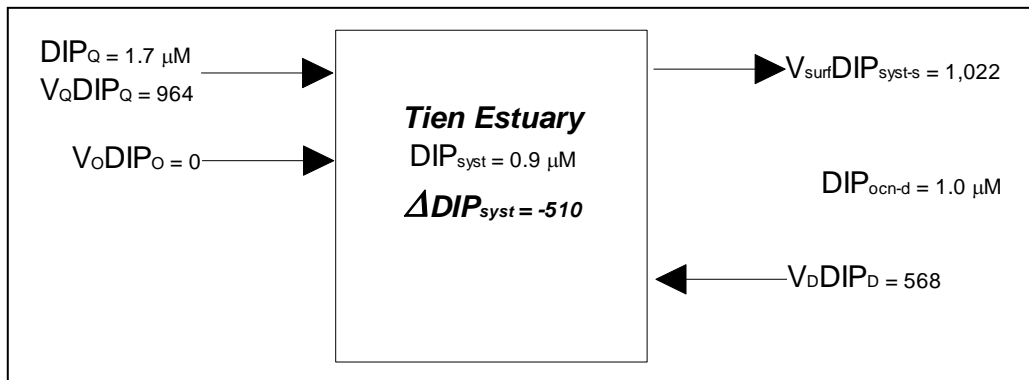 DIPQ = 1.7 μM
VQDIPQ = 964
VODIPO = 0
Tien Estuary
DIPsyst = 0.9 μM
ΔDIPsyst = -510
VsurfDIPsyst-s = 1,022
DIPocn-d = 1.0 μM
VDDIPD = 568